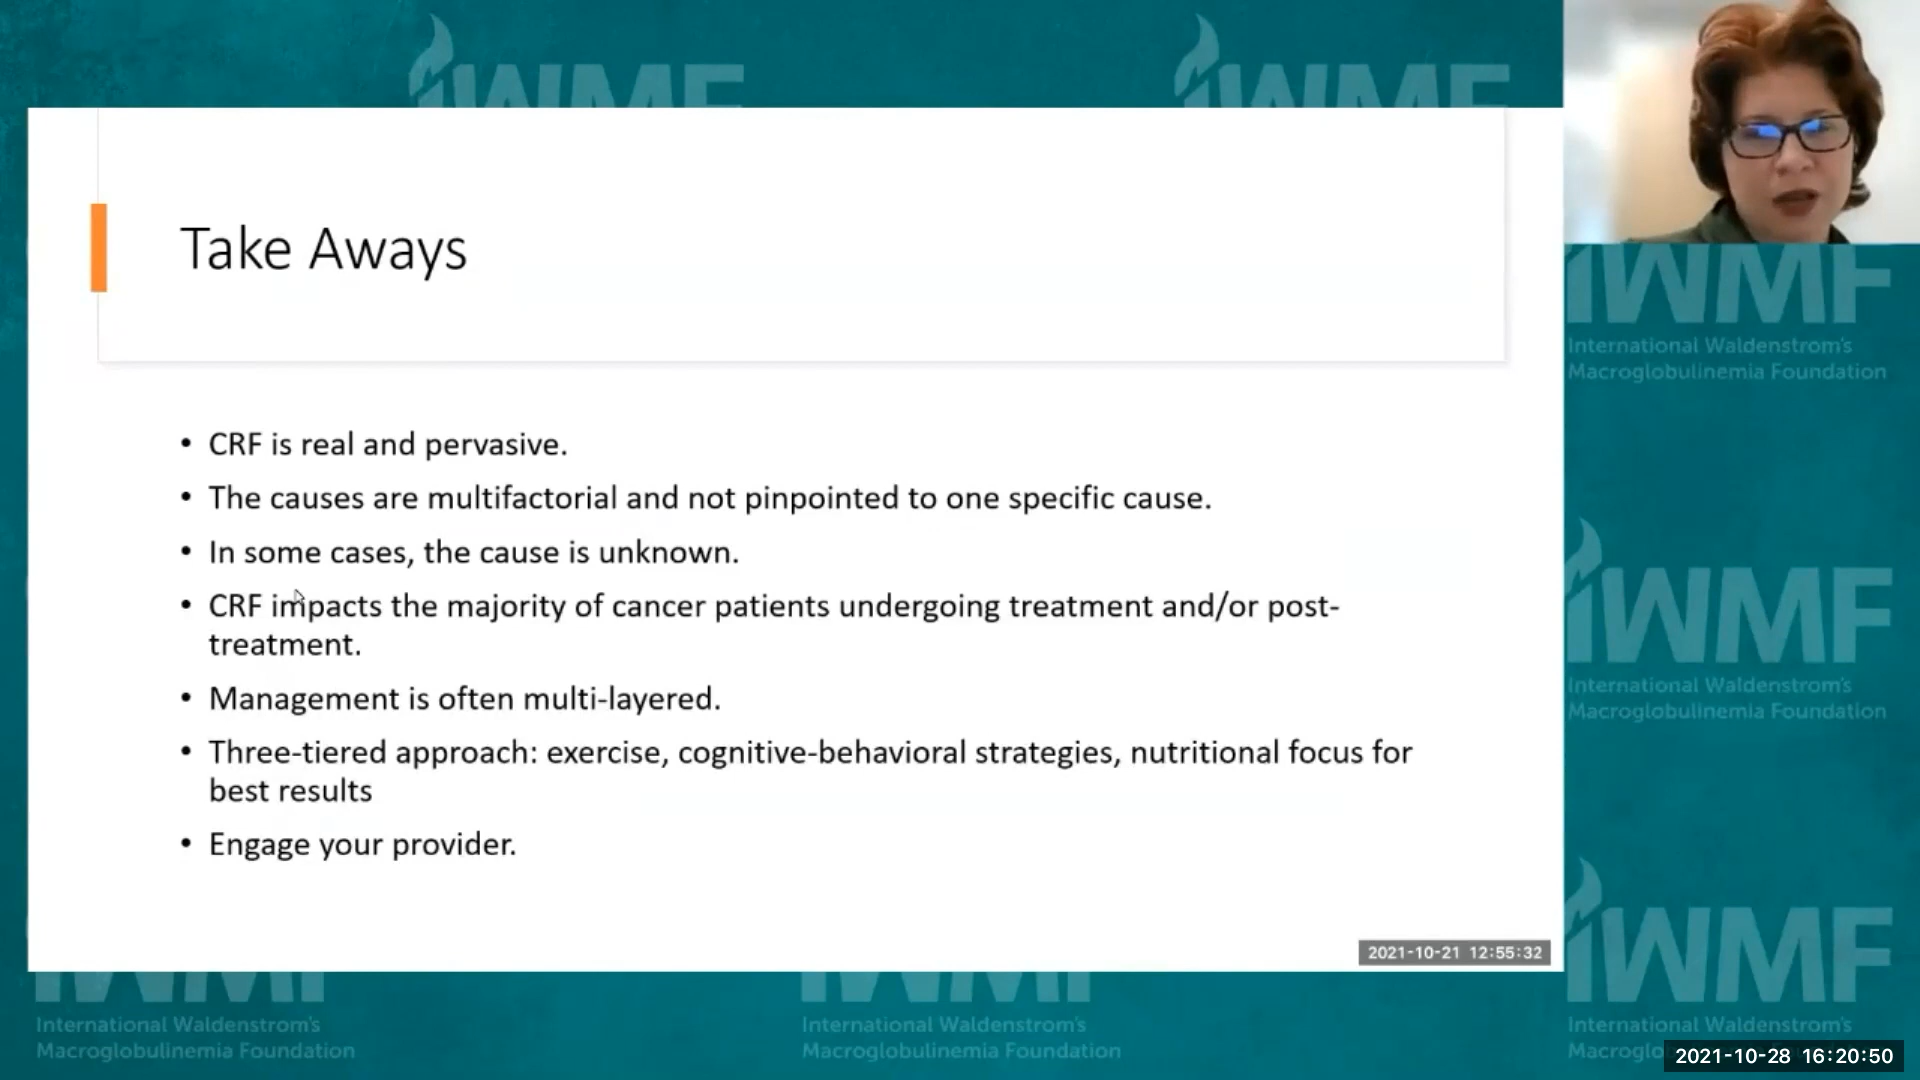 IWMF
IWMF
Take Aways
• CRF is real and pervasive.
• The causes are multifactorial and not pinpointed to one specific cause.
• In some cases, the cause is unknown.
• CRF impacts the majority of cancer patients undergoing treatment and/or post-
treatment.
• Management is often multi-layered.
• Three-tiered approach: exercise, cognitive-behavioral strategies, nutritional focus for
best results
• Engage your provider.
2021-10-21 12:55:32
IWMF
International Waldenstrom's
Macroglobulinemia Foundation
IWMF
International Waldenstrom's
Macroglobulinemia Foundation
IWMF
International Waldenstrom's
Macroglobulinemia Foundation
IWMF
International Waldenstrom's
Macroglobulinemia Foundation
IWMF
International Waldenstrom's
Macroglo
2021-10-28 16:20:50